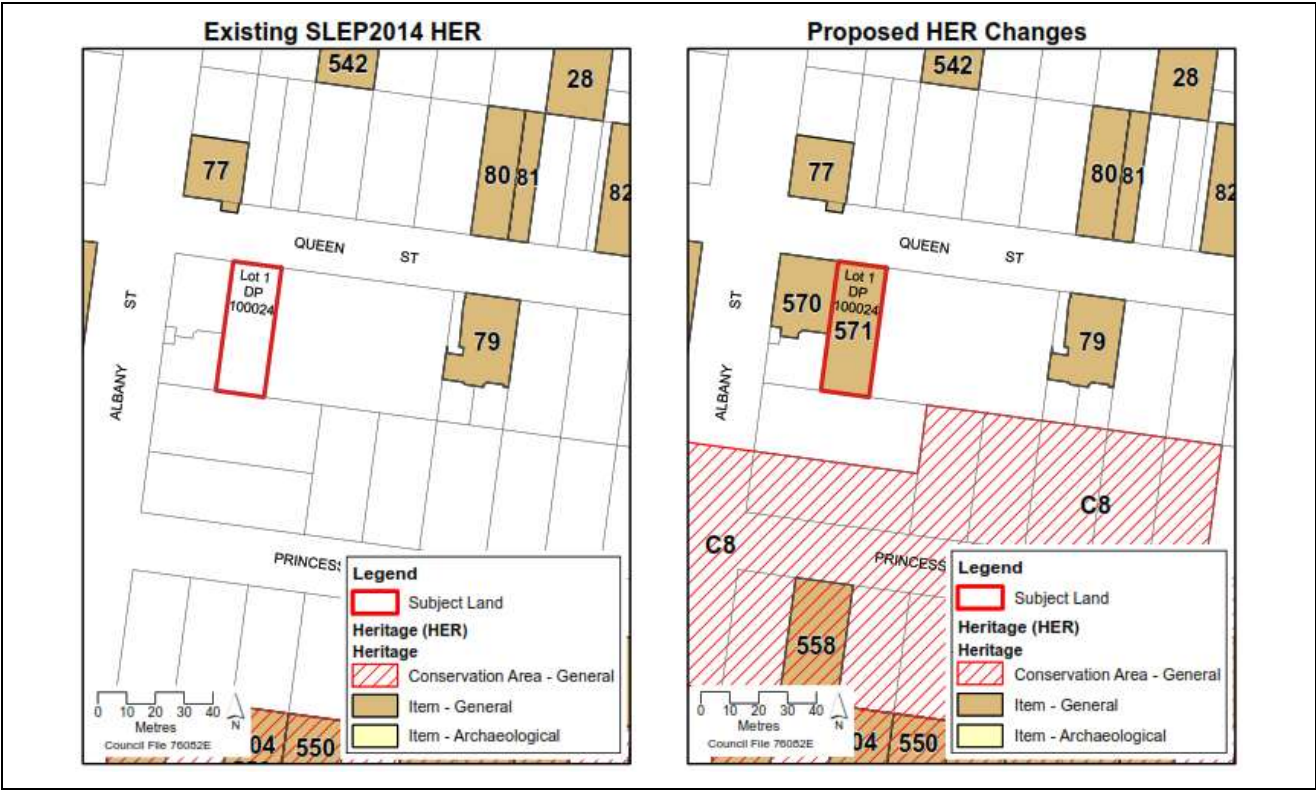 Existing SLEP2014 HER
542
28
77
80
81
82
QUEEN ST
Lot 1
DP
100024
ST
79
ALBANY
PRINCES
Legend
Subject Land
Heritage (HER)
Heritage
Conservation Area - General
Item - General
Item - Archaeological
0 10 20 30 40
Metres
N
Council File 76082E
04
550
Proposed HER Changes
542
28
77
80
81
82
QUEEN ST
Lot 1
DP
100024
570
571
ST
79
ALBANY
C8
C8
PRINCESS
558
Legend
Subject Land
Heritage (HER)
Heritage
Conservation Area - General
Item - General
Item - Archaeological
0 10 20 30 40
Metres
N
Council File 76082E
04
550